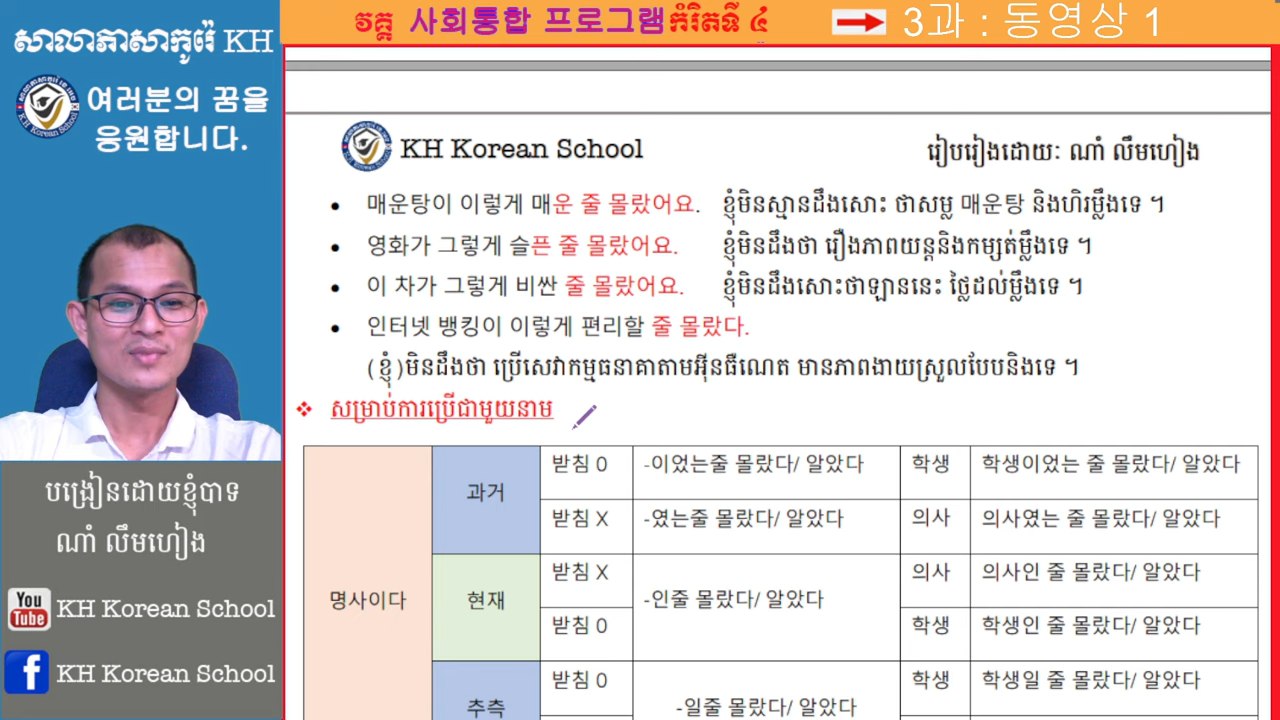 សាលាភាសាកូរ៉េ KH
여러분의 꿈을
응원합니다.
វគ្គ 사회통합 프로그램កំរិតទី ៤
3과 : 동영상 1
KH Korean School
រៀបរៀងដោយៈ ណាំ លឹមហៀង
• 매운탕이 이렇게 매운 줄 몰랐어요. ខ្ញុំមិនស្មានដឹងសោះ ថាសម្ល 매운탕 និងហិរម្លឹងទេ ។
• 영화가 그렇게 슬픈 줄 몰랐어요. ខ្ញុំមិនដឹងថា រឿងភាពយន្តនិងកម្សត់ម្លឹងទេ ។
• 이 차가 그렇게 비싼 줄 몰랐어요. ខ្ញុំមិនដឹងសោះថាឡាននេះ ថ្លៃដល់ម្លឹងទេ ។
• 인터넷 뱅킹이 이렇게 편리할 줄 몰랐다.
(ខ្ញុំ)មិនដឹងថា ប្រើសេវាកម្មធនាគាតាមអ៊ីនធឺណេត មានភាពងាយស្រួលបែបនិងទេ ។
❖ សម្រាប់ការប្រើជាមួយនាម
명사이다
과거
받침 0 -이었는줄 몰랐다/ 알았다 학생 학생이었는 줄 몰랐다/ 알았다
받침 X -였는줄 몰랐다/ 알았다 의사 의사였는 줄 몰랐다/ 알았다
현재
받침 X -인줄 몰랐다/ 알았다 의사 의사인 줄 몰랐다/ 알았다
받침 0 학생 학생인 줄 몰랐다/ 알았다
추측
받침 0 -일줄 몰랐다/ 알았다 학생 학생일 줄 몰랐다/ 알았다
បង្រៀនដោយខ្ញុំបាទ
ណាំ លឹមហៀង
You Tube KH Korean School
f KH Korean School